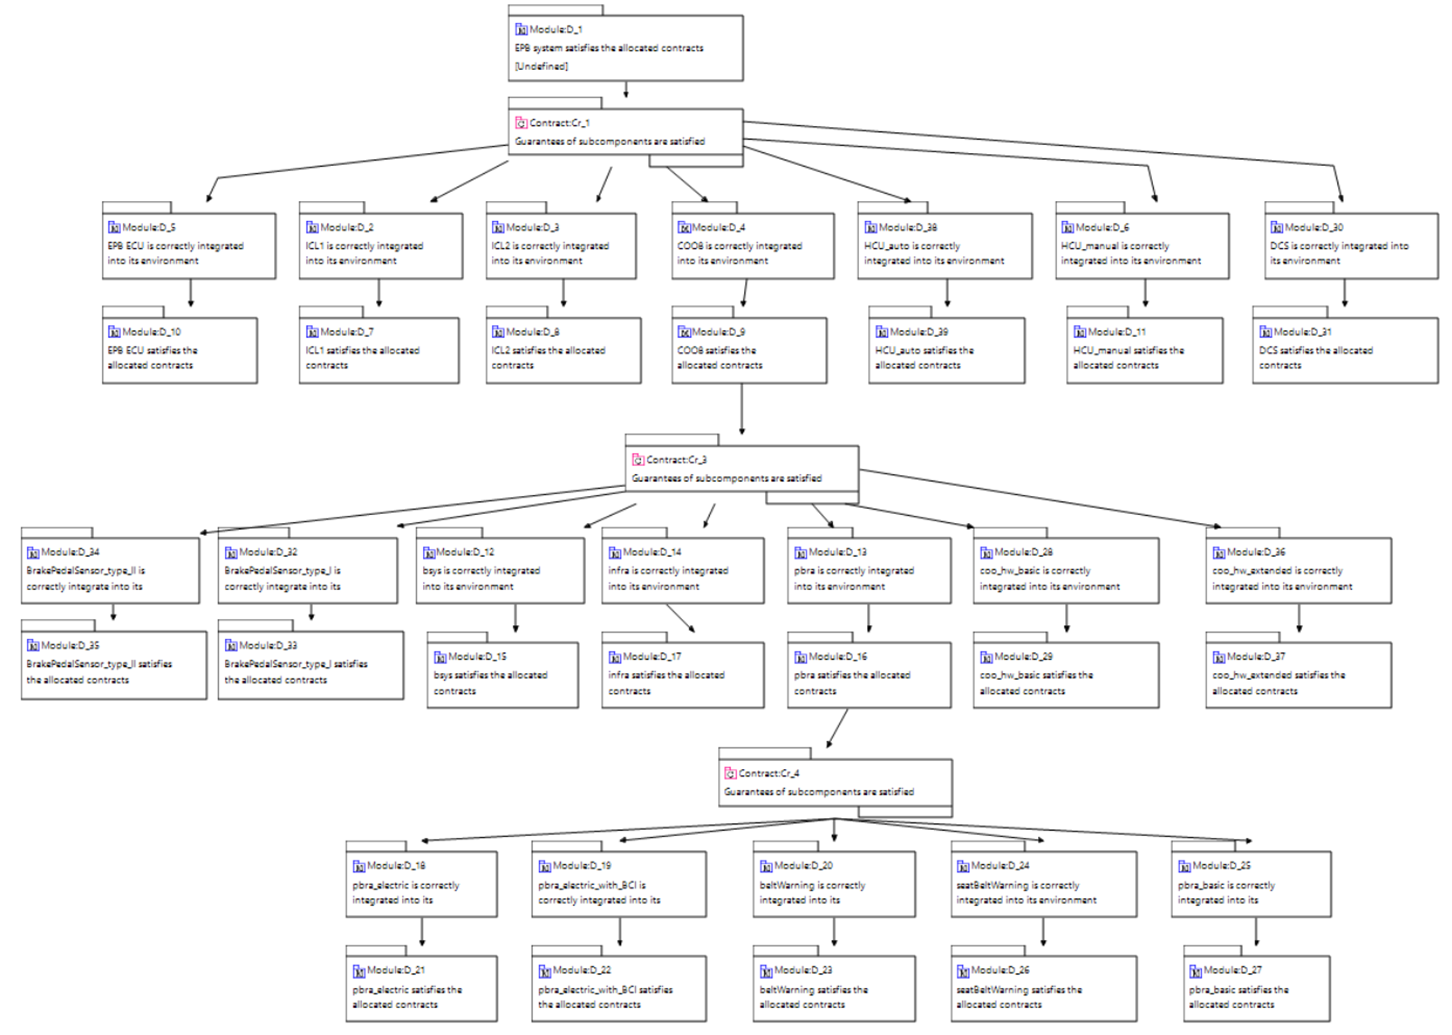 Module:D_1
EPB system satisfies the allocated contracts
[Undefined]
Contract:Cr_1
Guarantees of subcomponents are satisfied
Module:D_5
EPB ECU is correctly integrated
into its environment
Module:D_2
ICL1 is correctly integrated
into its environment
Module:D_3
ICL2 is correctly integrated
into its environment
Module:D_4
COOB is correctly integrated
into its environment
Module:D_38
HCU_auto is correctly
integrated into its environment
Module:D_6
HCU_manual is correctly
integrated into its environment
Module:D_30
DCS is correctly integrated into
its environment
Module:D_10
EPB ECU satisfies the
allocated contracts
Module:D_7
ICL1 satisfies the allocated
contracts
Module:D_8
ICL2 satisfies the allocated
contracts
Module:D_9
COOB satisfies the
allocated contracts
Module:D_39
HCU_auto satisfies the
allocated contracts
Module:D_11
HCU_manual satisfies the
allocated contracts
Module:D_31
DCS satisfies the allocated
contracts
Contract:Cr_3
Guarantees of subcomponents are satisfied
Module:D_34
BrakePedalSensor_type_II is
correctly integrate into its
Module:D_32
BrakePedalSensor_type_I is
correctly integrate into its
Module:D_12
bsys is correctly integrated
into its environment
Module:D_14
infra is correctly integrated
into its environment
Module:D_13
pbra is correctly integrated
into its environment
Module:D_28
coo_hw_basic is correctly
integrated into its environment
Module:D_36
coo_hw_extended is correctly
integrated into its environment
Module:D_35
BrakePedalSensor_type_II satisfies
the allocated contracts
Module:D_33
BrakePedalSensor_type_I satisfies
the allocated contracts
Module:D_15
bsys satisfies the allocated
contracts
Module:D_17
infra satisfies the allocated
contracts
Module:D_16
pbra satisfies the allocated
contracts
Module:D_29
coo_hw_basic satisfies the
allocated contracts
Module:D_37
coo_hw_extended satisfies the
allocated contracts
Contract:Cr_4
Guarantees of subcomponents are satisfied
Module:D_18
pbra_electric is correctly
integrated into its
Module:D_19
pbra_electric_with_BCI is
correctly integrated into its
Module:D_20
beltWarning is correctly
integrated into its
Module:D_24
seatBeltWarning is correctly
integrated into its environment
Module:D_25
pbra_basic is correctly
integrated into its
Module:D_21
pbra_electric satisfies the
allocated contracts
Module:D_22
pbra_electric_with_BCI satisfies
the allocated contracts
Module:D_23
beltWarning satisfies the
allocated contracts
Module:D_26
seatBeltWarning satisfies the
allocated contracts
Module:D_27
pbra_basic satisfies the
allocated contracts